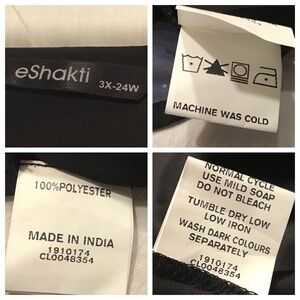 eShakti
3X-24W
MACHINE WAS COLD
100%POLYESTER
MADE IN INDIA
1910174
CL0048354
NORMAL CYCLE
USE MILD SOAP
DO NOT BLEACH
TUMBLE DRY LOW
LOW IRON
WASH DARK COLOURS
SEPARATELY
1910174
CL0048354